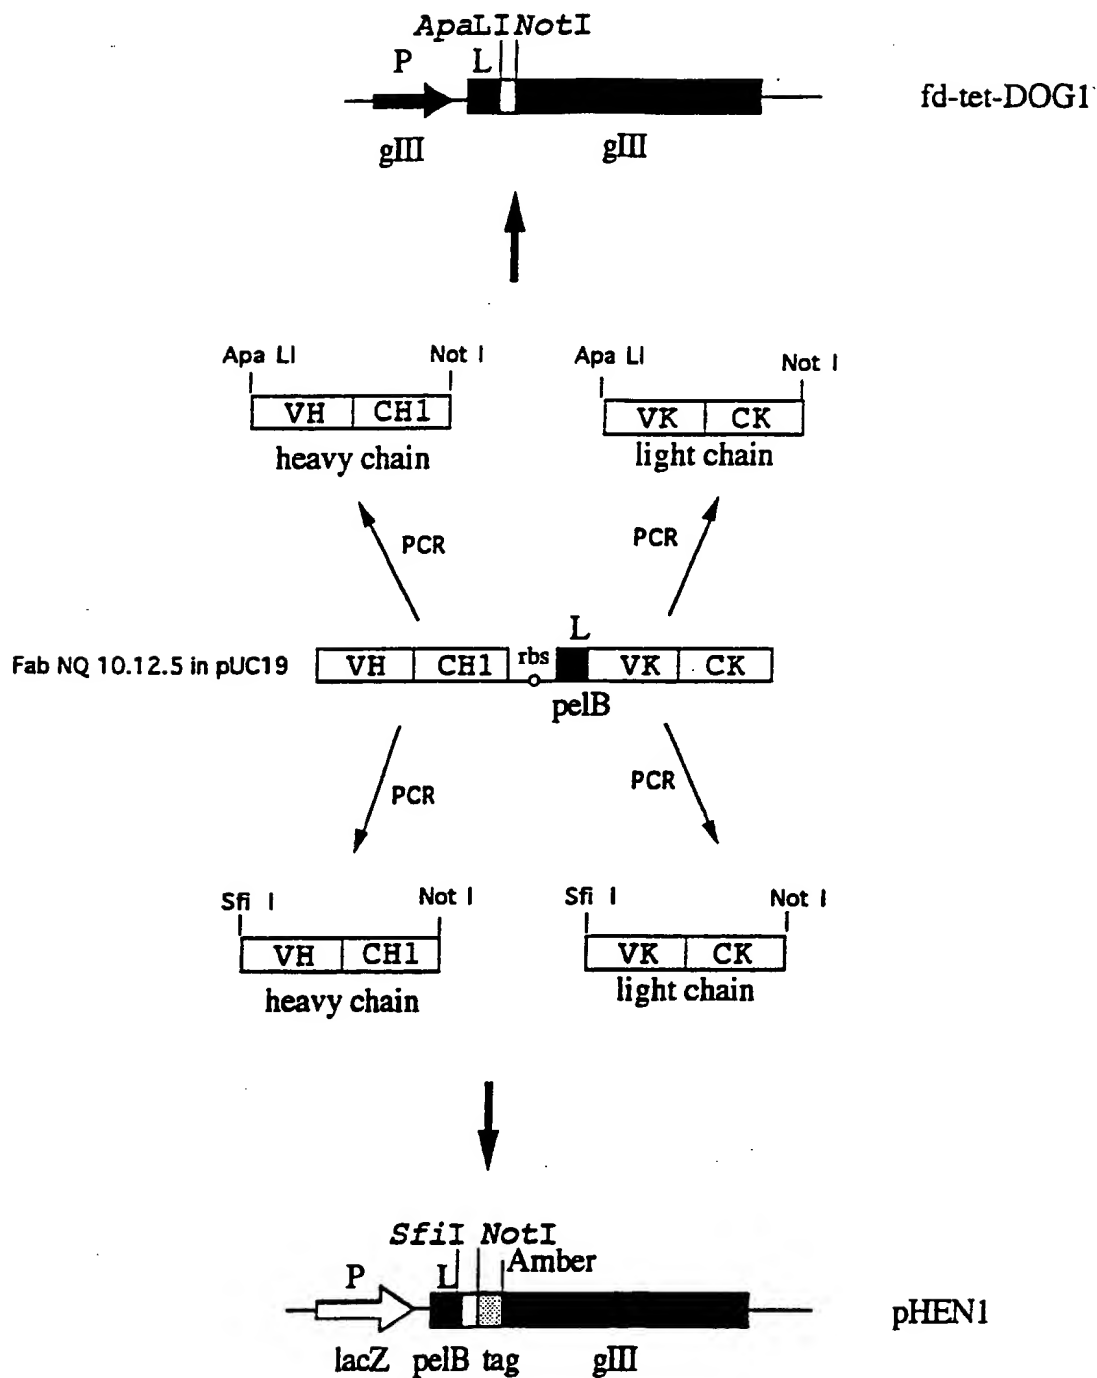 ApaLI NotI
P L
fd-tet-DOG1
gIII gIII
Apa LI Not I Apa LI Not I
VH CH1 VK CK
heavy chain light chain
PCR PCR
L
Fab NQ 10.12.5 in pUC19 VH CH1 rbs VK CK
pelB
PCR PCR
Sfi I Not I Sfi I Not I
VH CH1 VK CK
heavy chain light chain
SfiI NotI
Amber
P L
pHEN1
lacZ pelB tag gIII